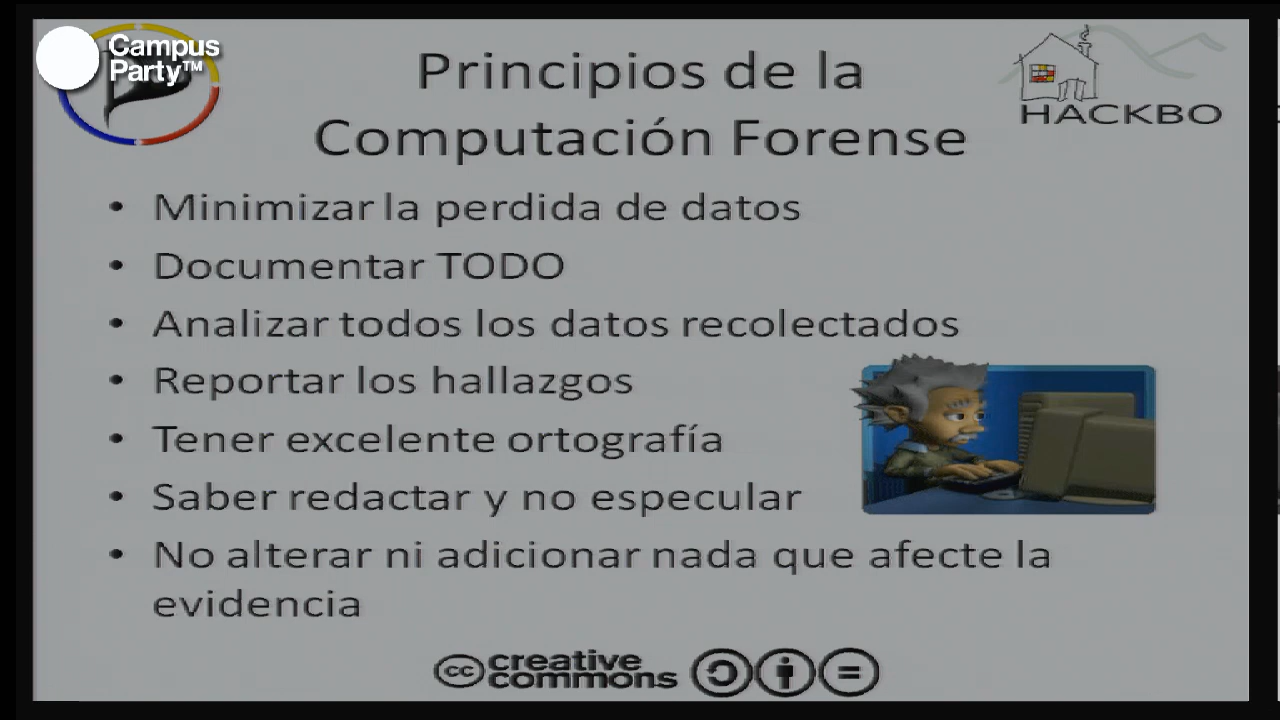 Campus
Party™
HACKBO
Principios de la
Computación Forense
• Minimizar la perdida de datos
• Documentar TODO
• Analizar todos los datos recolectados
• Reportar los hallazgos
• Tener excelente ortografía
• Saber redactar y no especular
• No alterar ni adicionar nada que afecte la
evidencia
cc creative
commons